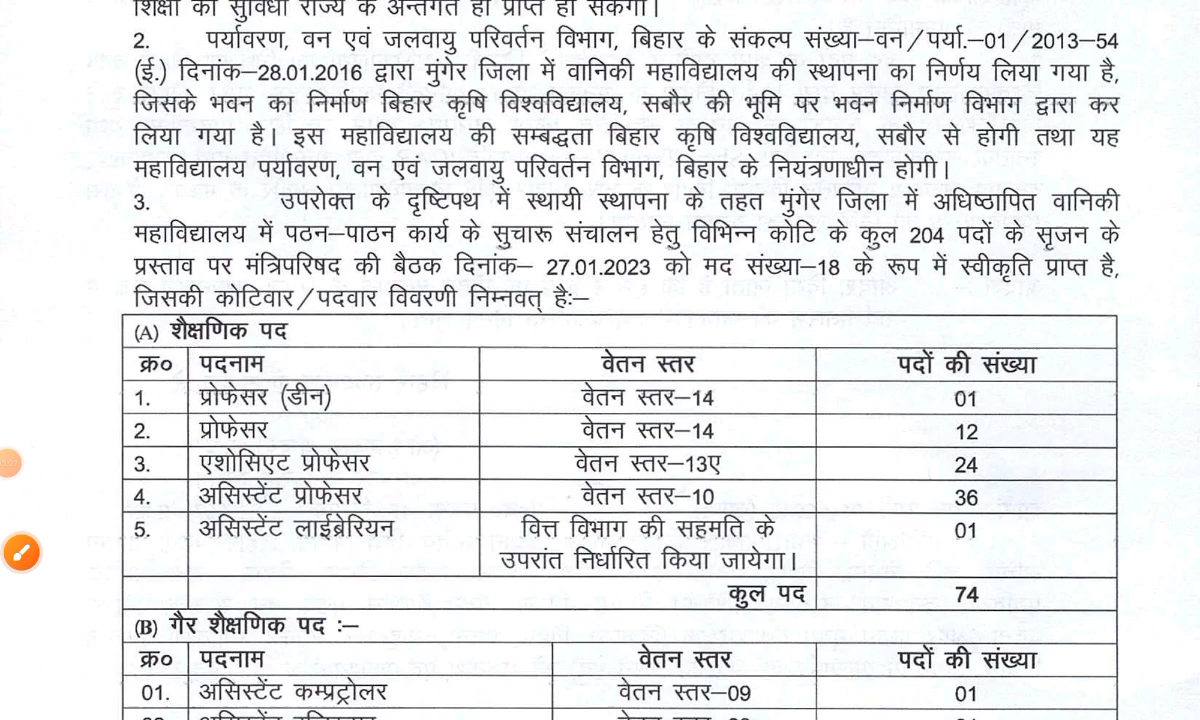 शिक्षा की सुविधा राज्य के अन्तर्गत ही प्राप्त हो सकेगी।
2. पर्यावरण, वन एवं जलवायु परिवर्तन विभाग, बिहार के संकल्प संख्या–वन/पर्या.–01/2013–54
(ई.) दिनांक–28.01.2016 द्वारा मुंगेर जिला में वानिकी महाविद्यालय की स्थापना का निर्णय लिया गया है,
जिसके भवन का निर्माण बिहार कृषि विश्वविद्यालय, सबौर की भूमि पर भवन निर्माण विभाग द्वारा कर
लिया गया है। इस महाविद्यालय की सम्बद्धता बिहार कृषि विश्वविद्यालय, सबौर से होगी तथा यह
महाविद्यालय पर्यावरण, वन एवं जलवायु परिवर्तन विभाग, बिहार के नियंत्रणाधीन होगी।
3. उपरोक्त के दृष्टिपथ में स्थायी स्थापना के तहत मुंगेर जिला में अधिष्ठापित वानिकी
महाविद्यालय में पठन–पाठन कार्य के सुचारू संचालन हेतु विभिन्न कोटि के कुल 204 पदों के सृजन के
प्रस्ताव पर मंत्रिपरिषद की बैठक दिनांक– 27.01.2023 को मद संख्या–18 के रूप में स्वीकृति प्राप्त है,
जिसकी कोटिवार/पदवार विवरणी निम्नवत् हैः–
(A) शैक्षणिक पद
क्र० पदनाम वेतन स्तर पदों की संख्या
1. प्रोफेसर (डीन) वेतन स्तर–14 01
2. प्रोफेसर वेतन स्तर–14 12
3. एशोसिएट प्रोफेसर वेतन स्तर–13ए 24
4. असिस्टेंट प्रोफेसर वेतन स्तर–10 36
5. असिस्टेंट लाईब्रेरियन वित्त विभाग की सहमति के 01
उपरांत निर्धारित किया जायेगा।
कुल पद 74
(B) गैर शैक्षणिक पद :–
क्र० पदनाम वेतन स्तर पदों की संख्या
01. असिस्टेंट कम्प्रट्रोलर वेतन स्तर–09 01